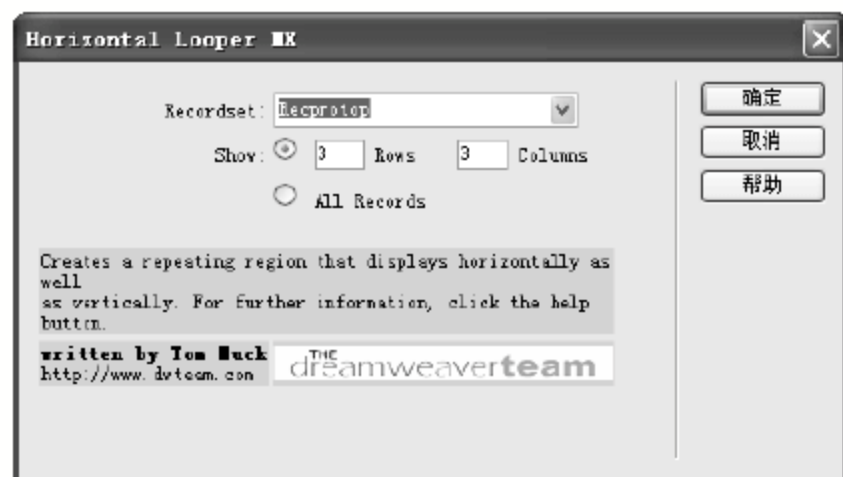 Horizontal Looper MX
Recordset: Recprotop
Show: 3 Rows 3 Columns
All Records
确定
取消
帮助
Creates a repeating region that displays horizontally as
well
as vertically. For further information, click the help
button.
written by Tom Muck
http://www.dwteam.com
THE
dreamweaverteam